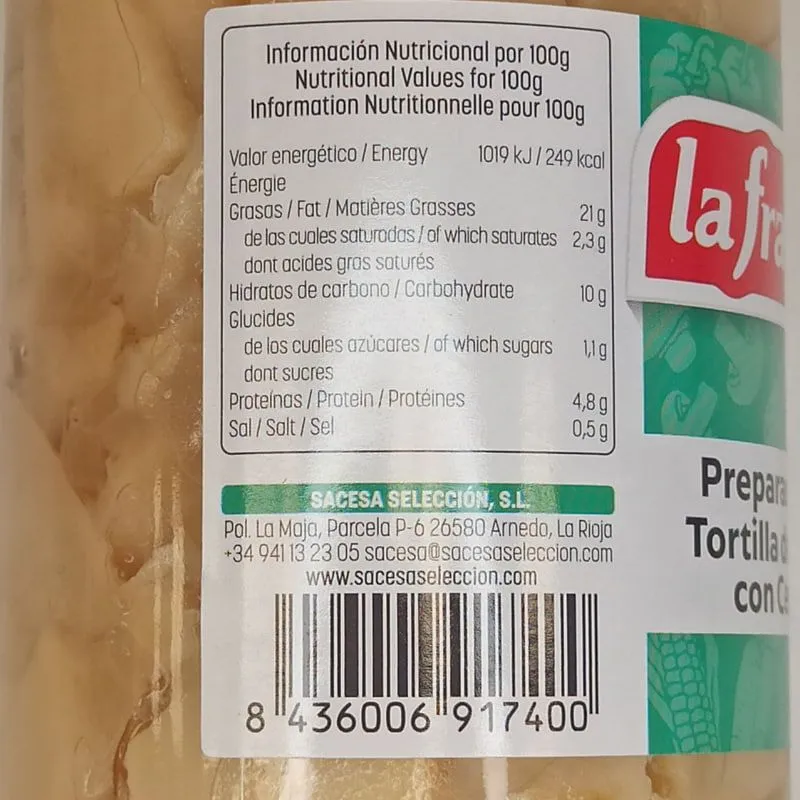 Información Nutricional por 100g
Nutritional Values for 100g
Information Nutritionnelle pour 100g
Valor energético / Energy 1019 kJ / 249 kcal
Énergie
Grasas / Fat / Matières Grasses 21 g
de las cuales saturadas / of which saturates 2,3 g
dont acides gras saturés
Hidratos de carbono / Carbohydrate 10 g
Glucides
de los cuales azúcares / of which sugars 1,1 g
dont sucres
Proteínas / Protein / Protéines 4,8 g
Sal / Salt / Sel 0,5 g
SACESA SELECCIÓN, S.L.
Pol. La Maja, Parcela P-6 26580 Arnedo, La Rioja
+34 941 13 23 05 sacesa@sacesaseleccion.com
www.sacesaseleccion.com
8 436006 917400
la
Tortilla
con